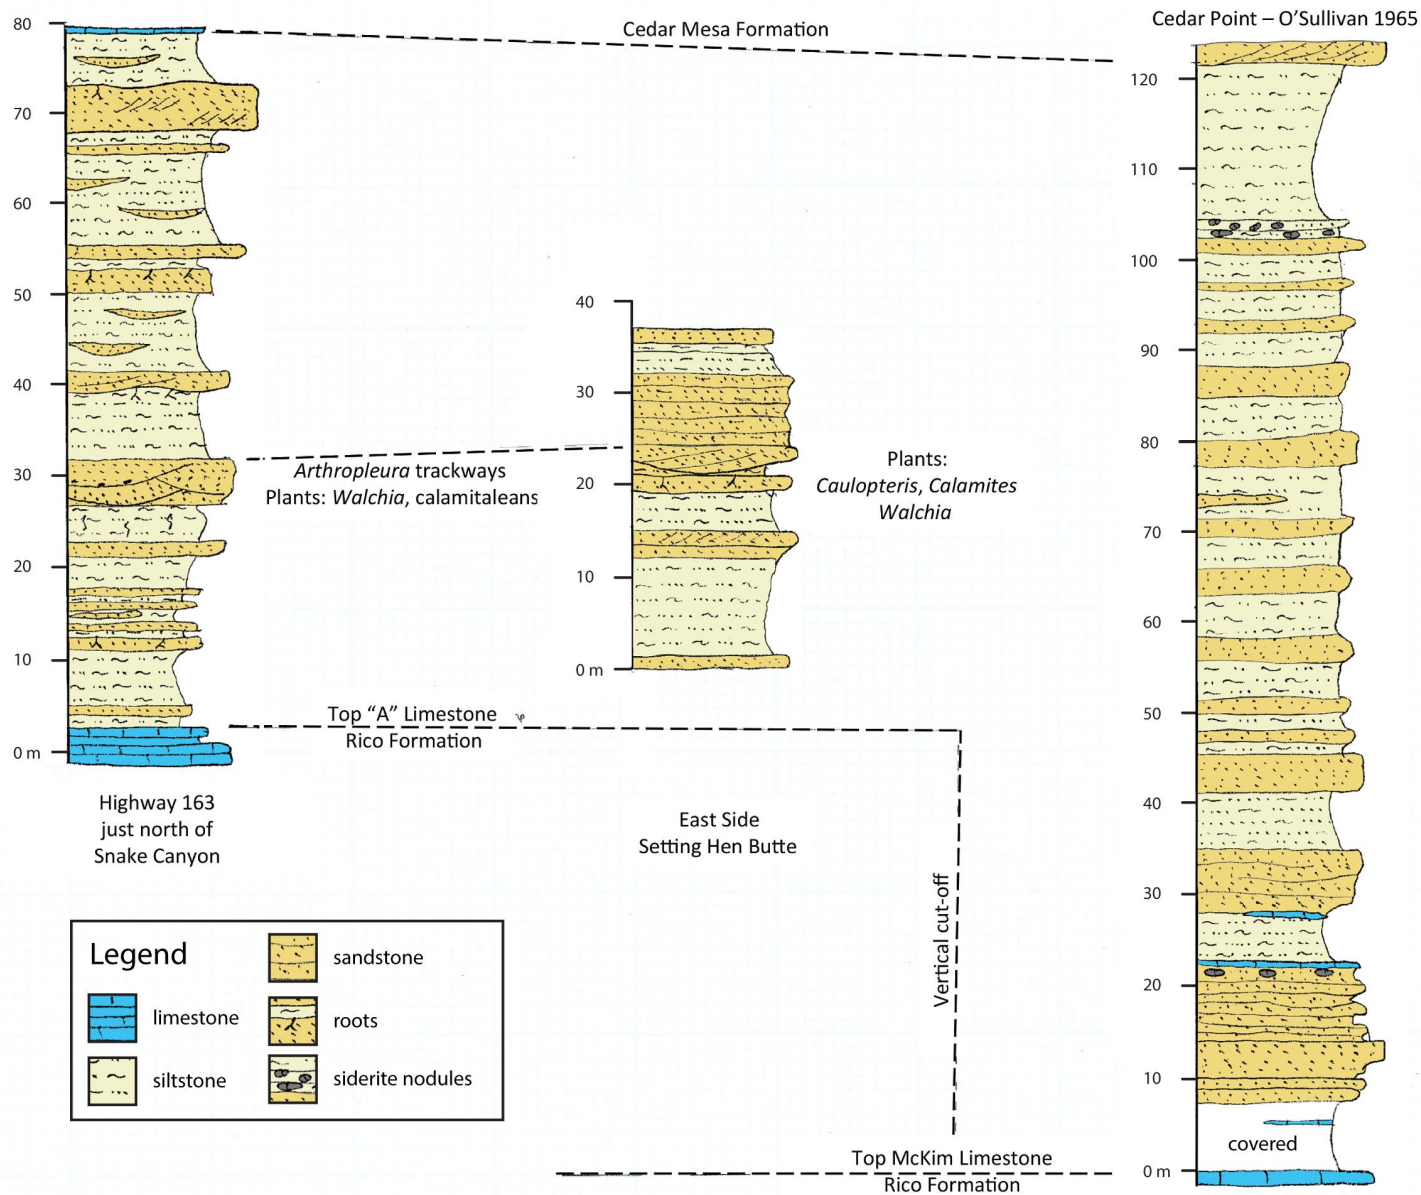 Cedar Point – O’Sullivan 1965
Cedar Mesa Formation
80
70
60
50
40
30
20
10
0 m
Highway 163
just north of
Snake Canyon
Arthropleura trackways
Plants: Walchia, calamitaleans
40
30
20
10
0 m
Plants:
Caulopteris, Calamites
Walchia
Top “A” Limestone
Rico Formation
East Side
Setting Hen Butte
Vertical cut-off
Top McKim Limestone
Rico Formation
120
110
100
90
80
70
60
50
40
30
20
10
covered
0 m
Legend
limestone
siltstone
sandstone
roots
siderite nodules